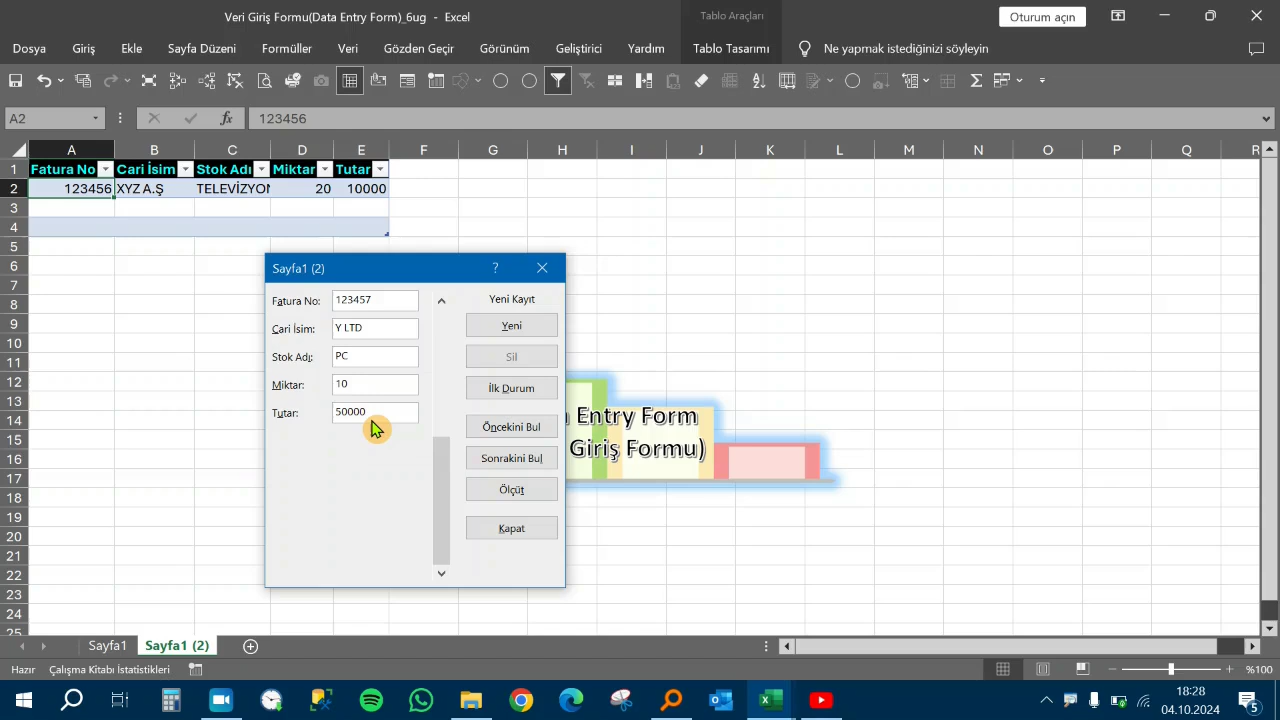 Veri Giriş Formu(Data Entry Form)_6ug - Excel
Tablo Araçları
Oturum açın
Dosya Giriş Ekle Sayfa Düzeni Formüller Veri Gözden Geçir Görünüm Geliştirici Yardım Tablo Tasarımı Ne yapmak istediğinizi söyleyin
A2 fx 123456
A B C D E F G H I J K L M N O P Q R
1 Fatura No Cari İsim Stok Adı Miktar Tutar
2 123456 XYZ A.Ş TELEVİZYON 20 10000
3
4
5
6
7
8
9
10
11
12
13
14
15
16
17
18
19
20
21
22
23
24
25
Sayfa1 (2) ?
Fatura No: 123457 Yeni Kayıt
Cari İsim: Y LTD Yeni
Stok Adı: PC Sil
Miktar: 10 İlk Durum
Tutar: 50000 Öncekini Bul
Sonrakini Bul
Ölçüt
Kapat
Entry Form
Giriş Formu)
Sayfa1 Sayfa1 (2)
Hazır Çalışma Kitabı İstatistikleri %100
18:28
04.10.2024
5